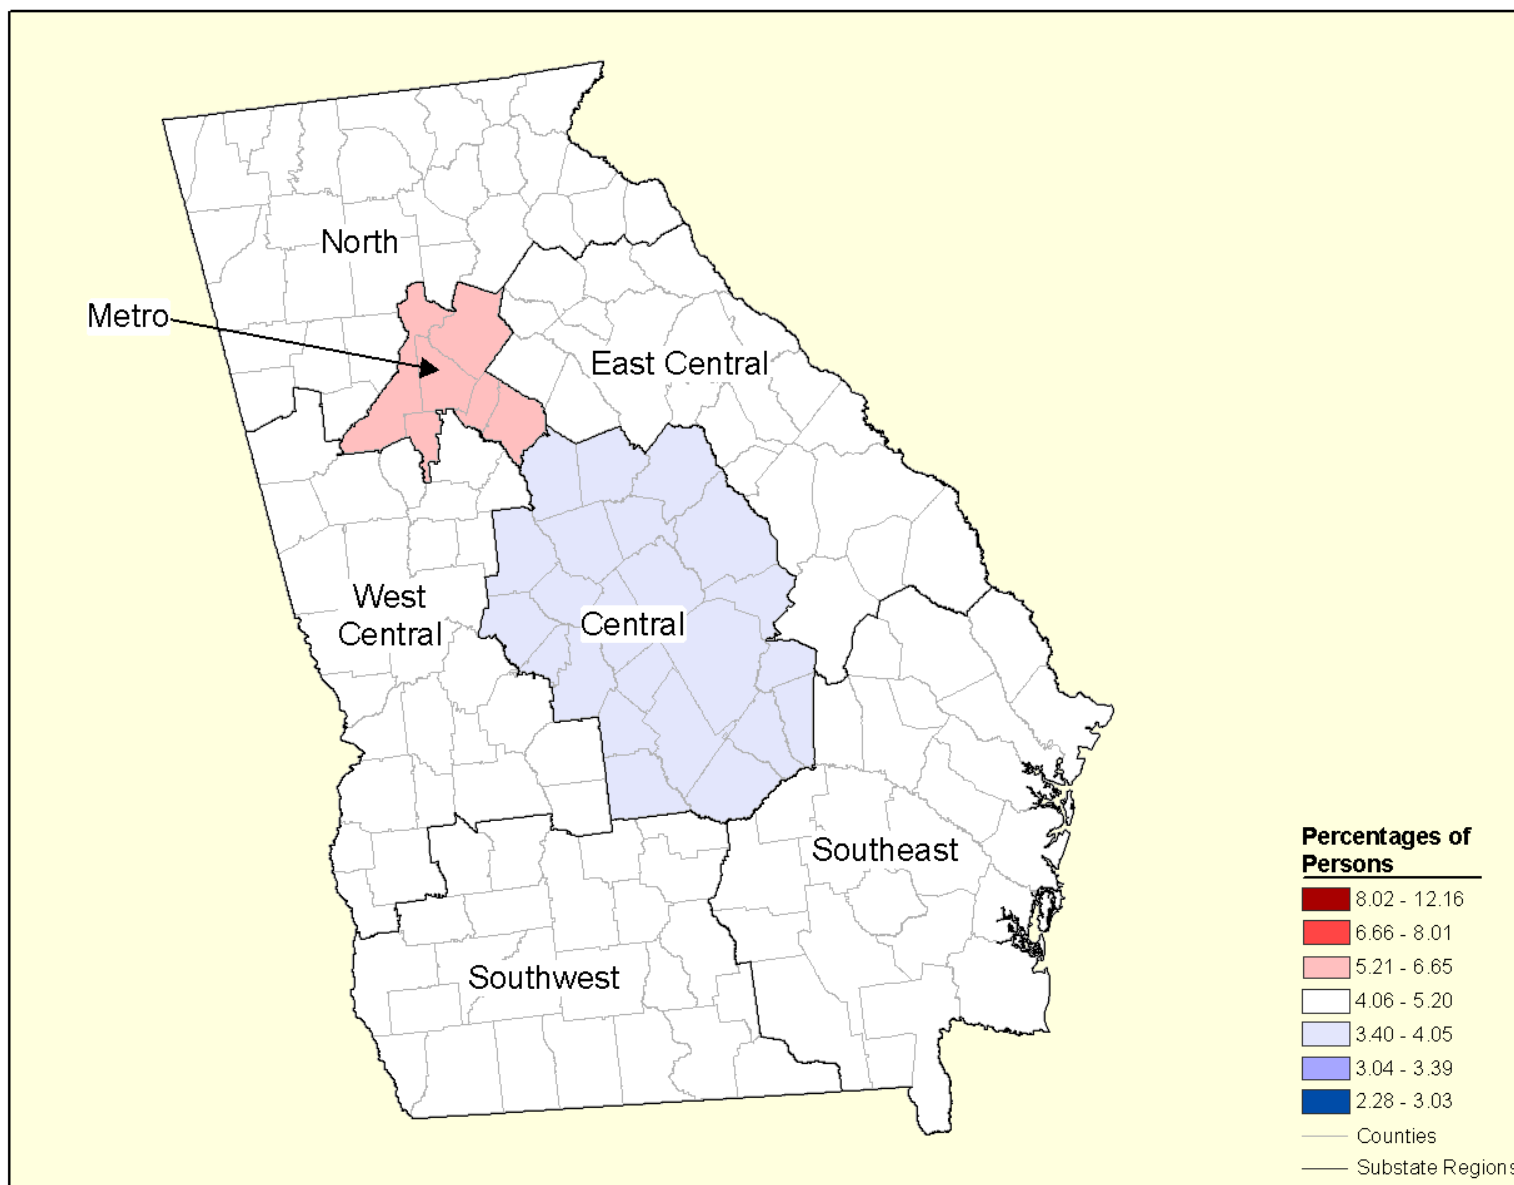 North
Metro
East Central
West
Central
Central
Southeast
Southwest
Percentages of
Persons
8.02 - 12.16
6.66 - 8.01
5.21 - 6.65
4.06 - 5.20
3.40 - 4.05
3.04 - 3.39
2.28 - 3.03
Counties
Substate Regions